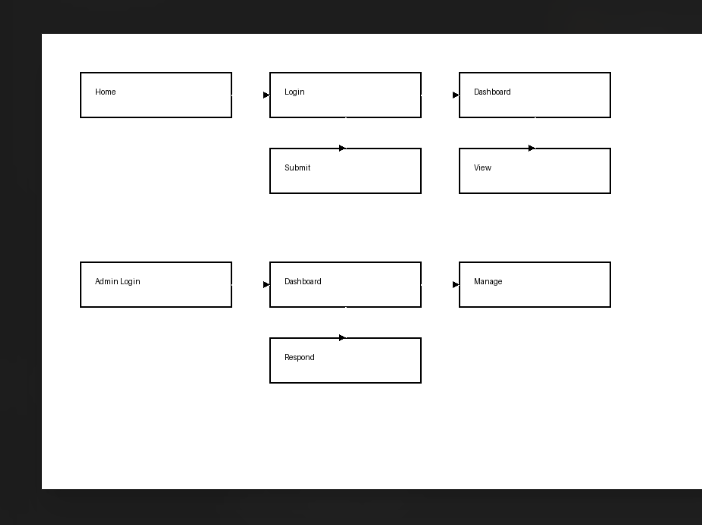 Home
Login
Dashboard
Submit
View
Admin Login
Dashboard
Manage
Respond